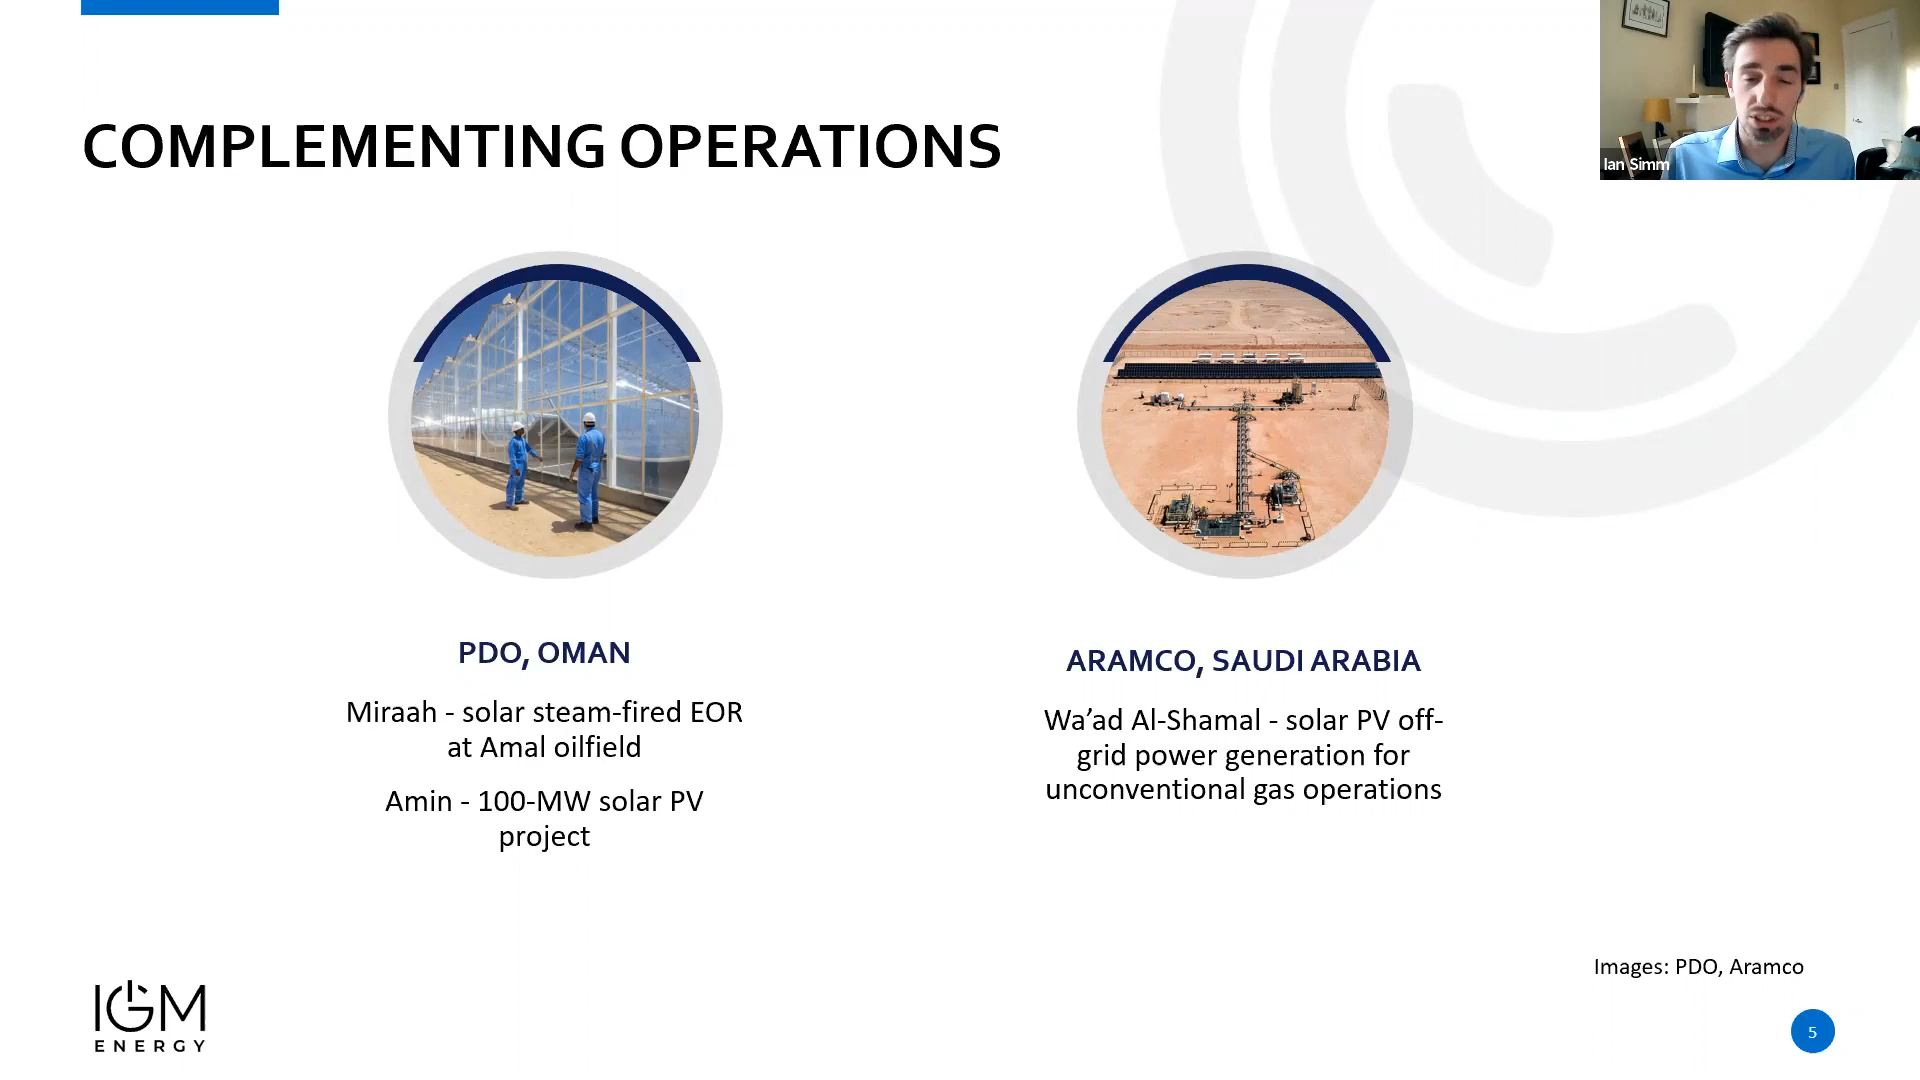 COMPLEMENTING OPERATIONS
Ian Simm
PDO, OMAN
Miraah - solar steam-fired EOR
at Amal oilfield
Amin - 100-MW solar PV
project
ARAMCO, SAUDI ARABIA
Wa’ad Al-Shamal - solar PV off-
grid power generation for
unconventional gas operations
Images: PDO, Aramco
IGM
ENERGY
5